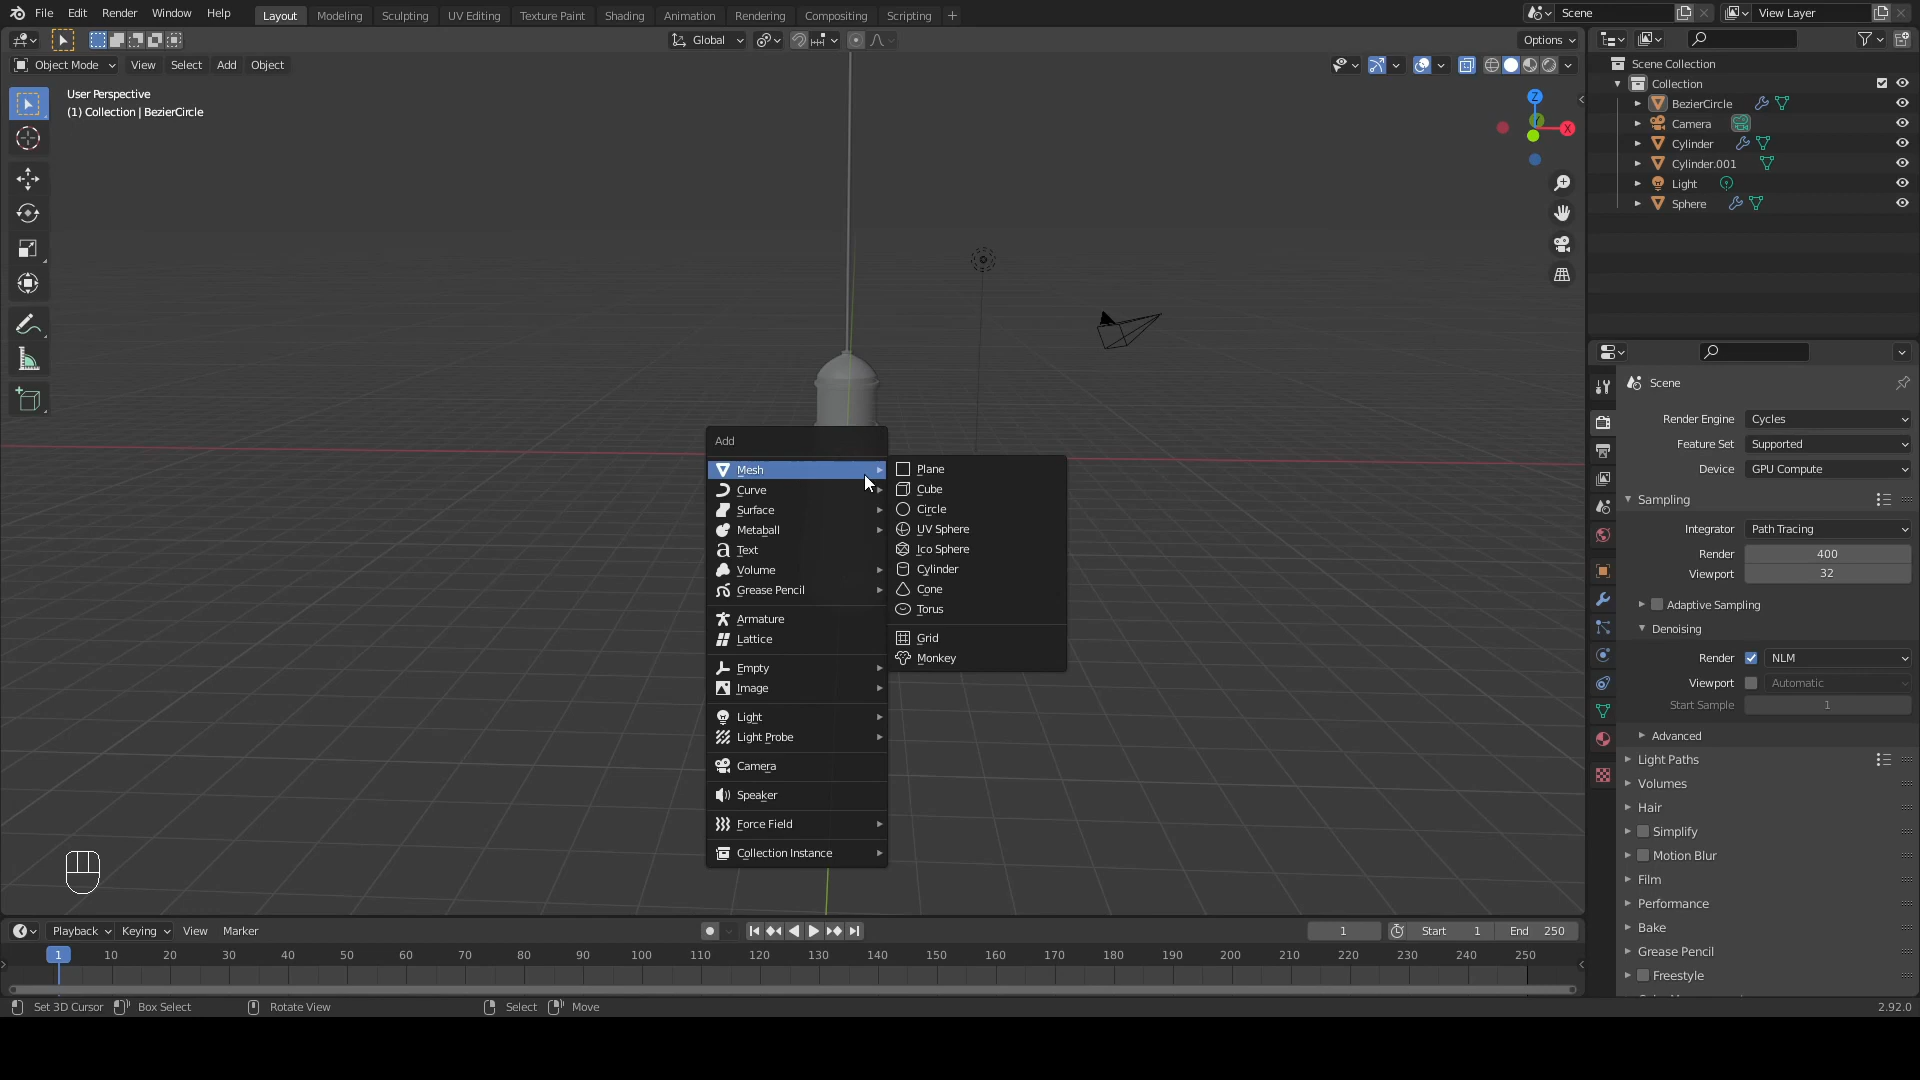 File Edit Render Window Help Layout Modeling Sculpting UV Editing Texture Paint Shading Animation Rendering Compositing Scripting + Scene View Layer
Global Options
Object Mode View Select Add Object
User Perspective
(1) Collection | BezierCircle
Z
X
Scene Collection
Collection
BezierCircle
Camera
Cylinder
Cylinder.001
Light
Sphere
Add
Mesh
Curve
Surface
Metaball
Text
Volume
Grease Pencil
Armature
Lattice
Empty
Image
Light
Light Probe
Camera
Speaker
Force Field
Collection Instance
Plane
Cube
Circle
UV Sphere
Ico Sphere
Cylinder
Cone
Torus
Grid
Monkey
Scene
Render Engine Cycles
Feature Set Supported
Device GPU Compute
Sampling
Integrator Path Tracing
Render 400
Viewport 32
Adaptive Sampling
Denoising
Render NLM
Viewport Automatic
Start Sample 1
Advanced
Light Paths
Volumes
Hair
Simplify
Motion Blur
Film
Performance
Bake
Grease Pencil
Freestyle
Playback Keying View Marker 1 Start 1 End 250
1 10 20 30 40 50 60 70 80 90 100 110 120 130 140 150 160 170 180 190 200 210 220 230 240 250
Set 3D Cursor Box Select Rotate View Select Move 2.92.0